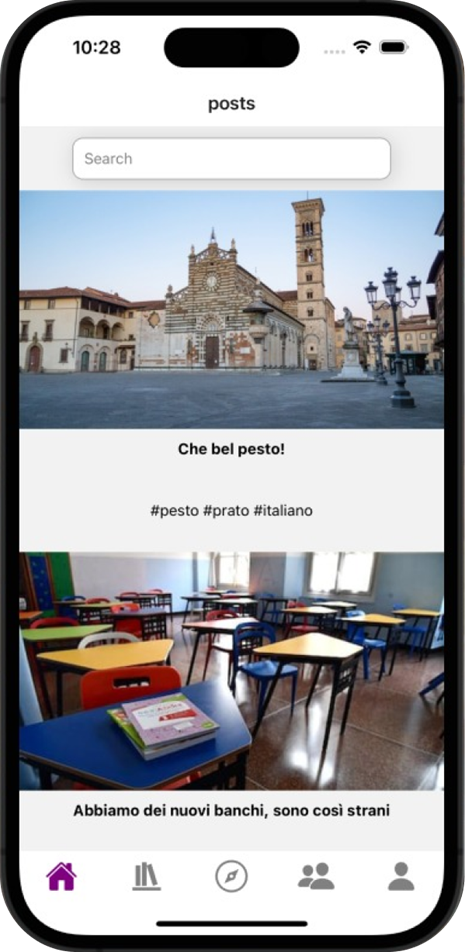 10:28
posts
Search
Che bel pesto!
#pesto #prato #italiano
Abbiamo dei nuovi banchi, sono così strani